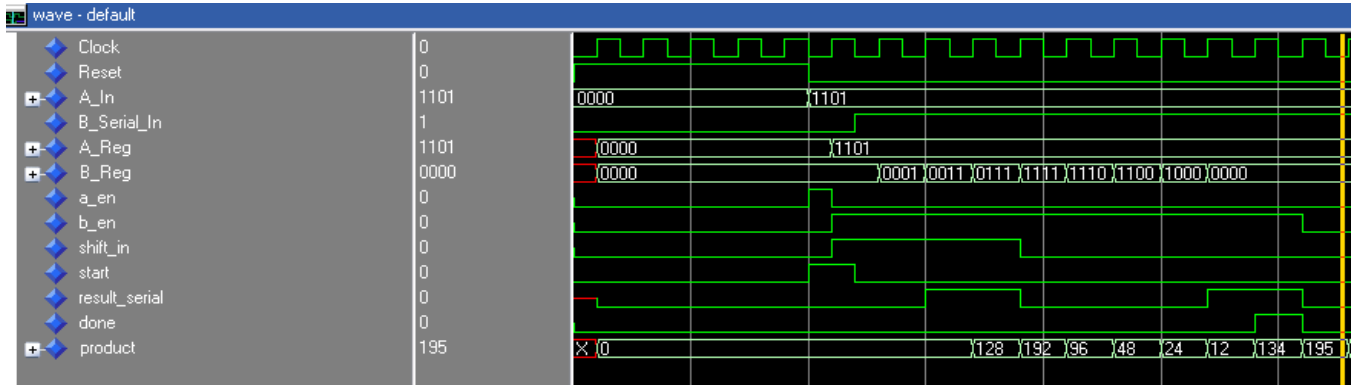 wave - default
Clock 0
Reset 0
A_In 1101 0000 1101
B_Serial_In 1
A_Reg 1101 0000 1101
B_Reg 0000 0000 0001 0011 0111 1111 1110 1100 1000 0000
a_en 0
b_en 0
shift_in 0
start 0
result_serial 0
done 0
product 195 X 0 128 192 96 48 24 12 134 195